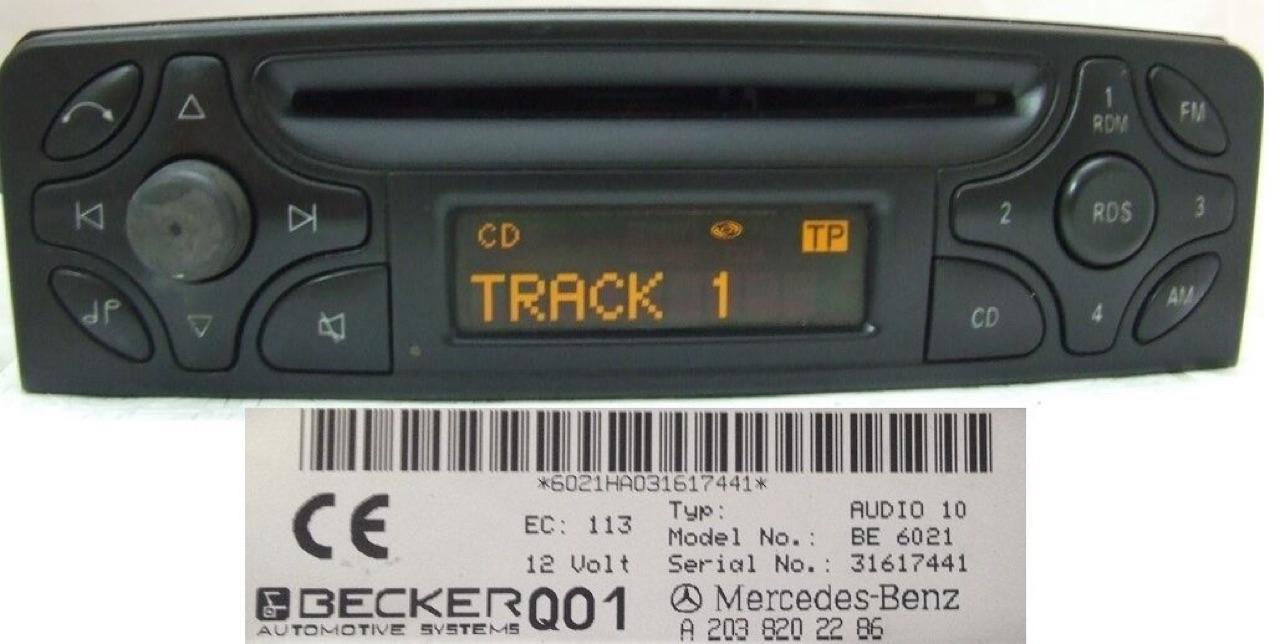 1
RDM
FM
2
RDS
3
CD
TP
TRACK 1
CD
4
AM
*6021HA031617441*
CE
EC: 113
Typ: AUDIO 10
Model No.: BE 6021
12 Volt
Serial No.: 31617441
BECKER
AUTOMOTIVE SYSTEMS
Q01
Mercedes-Benz
A 203 820 22 86